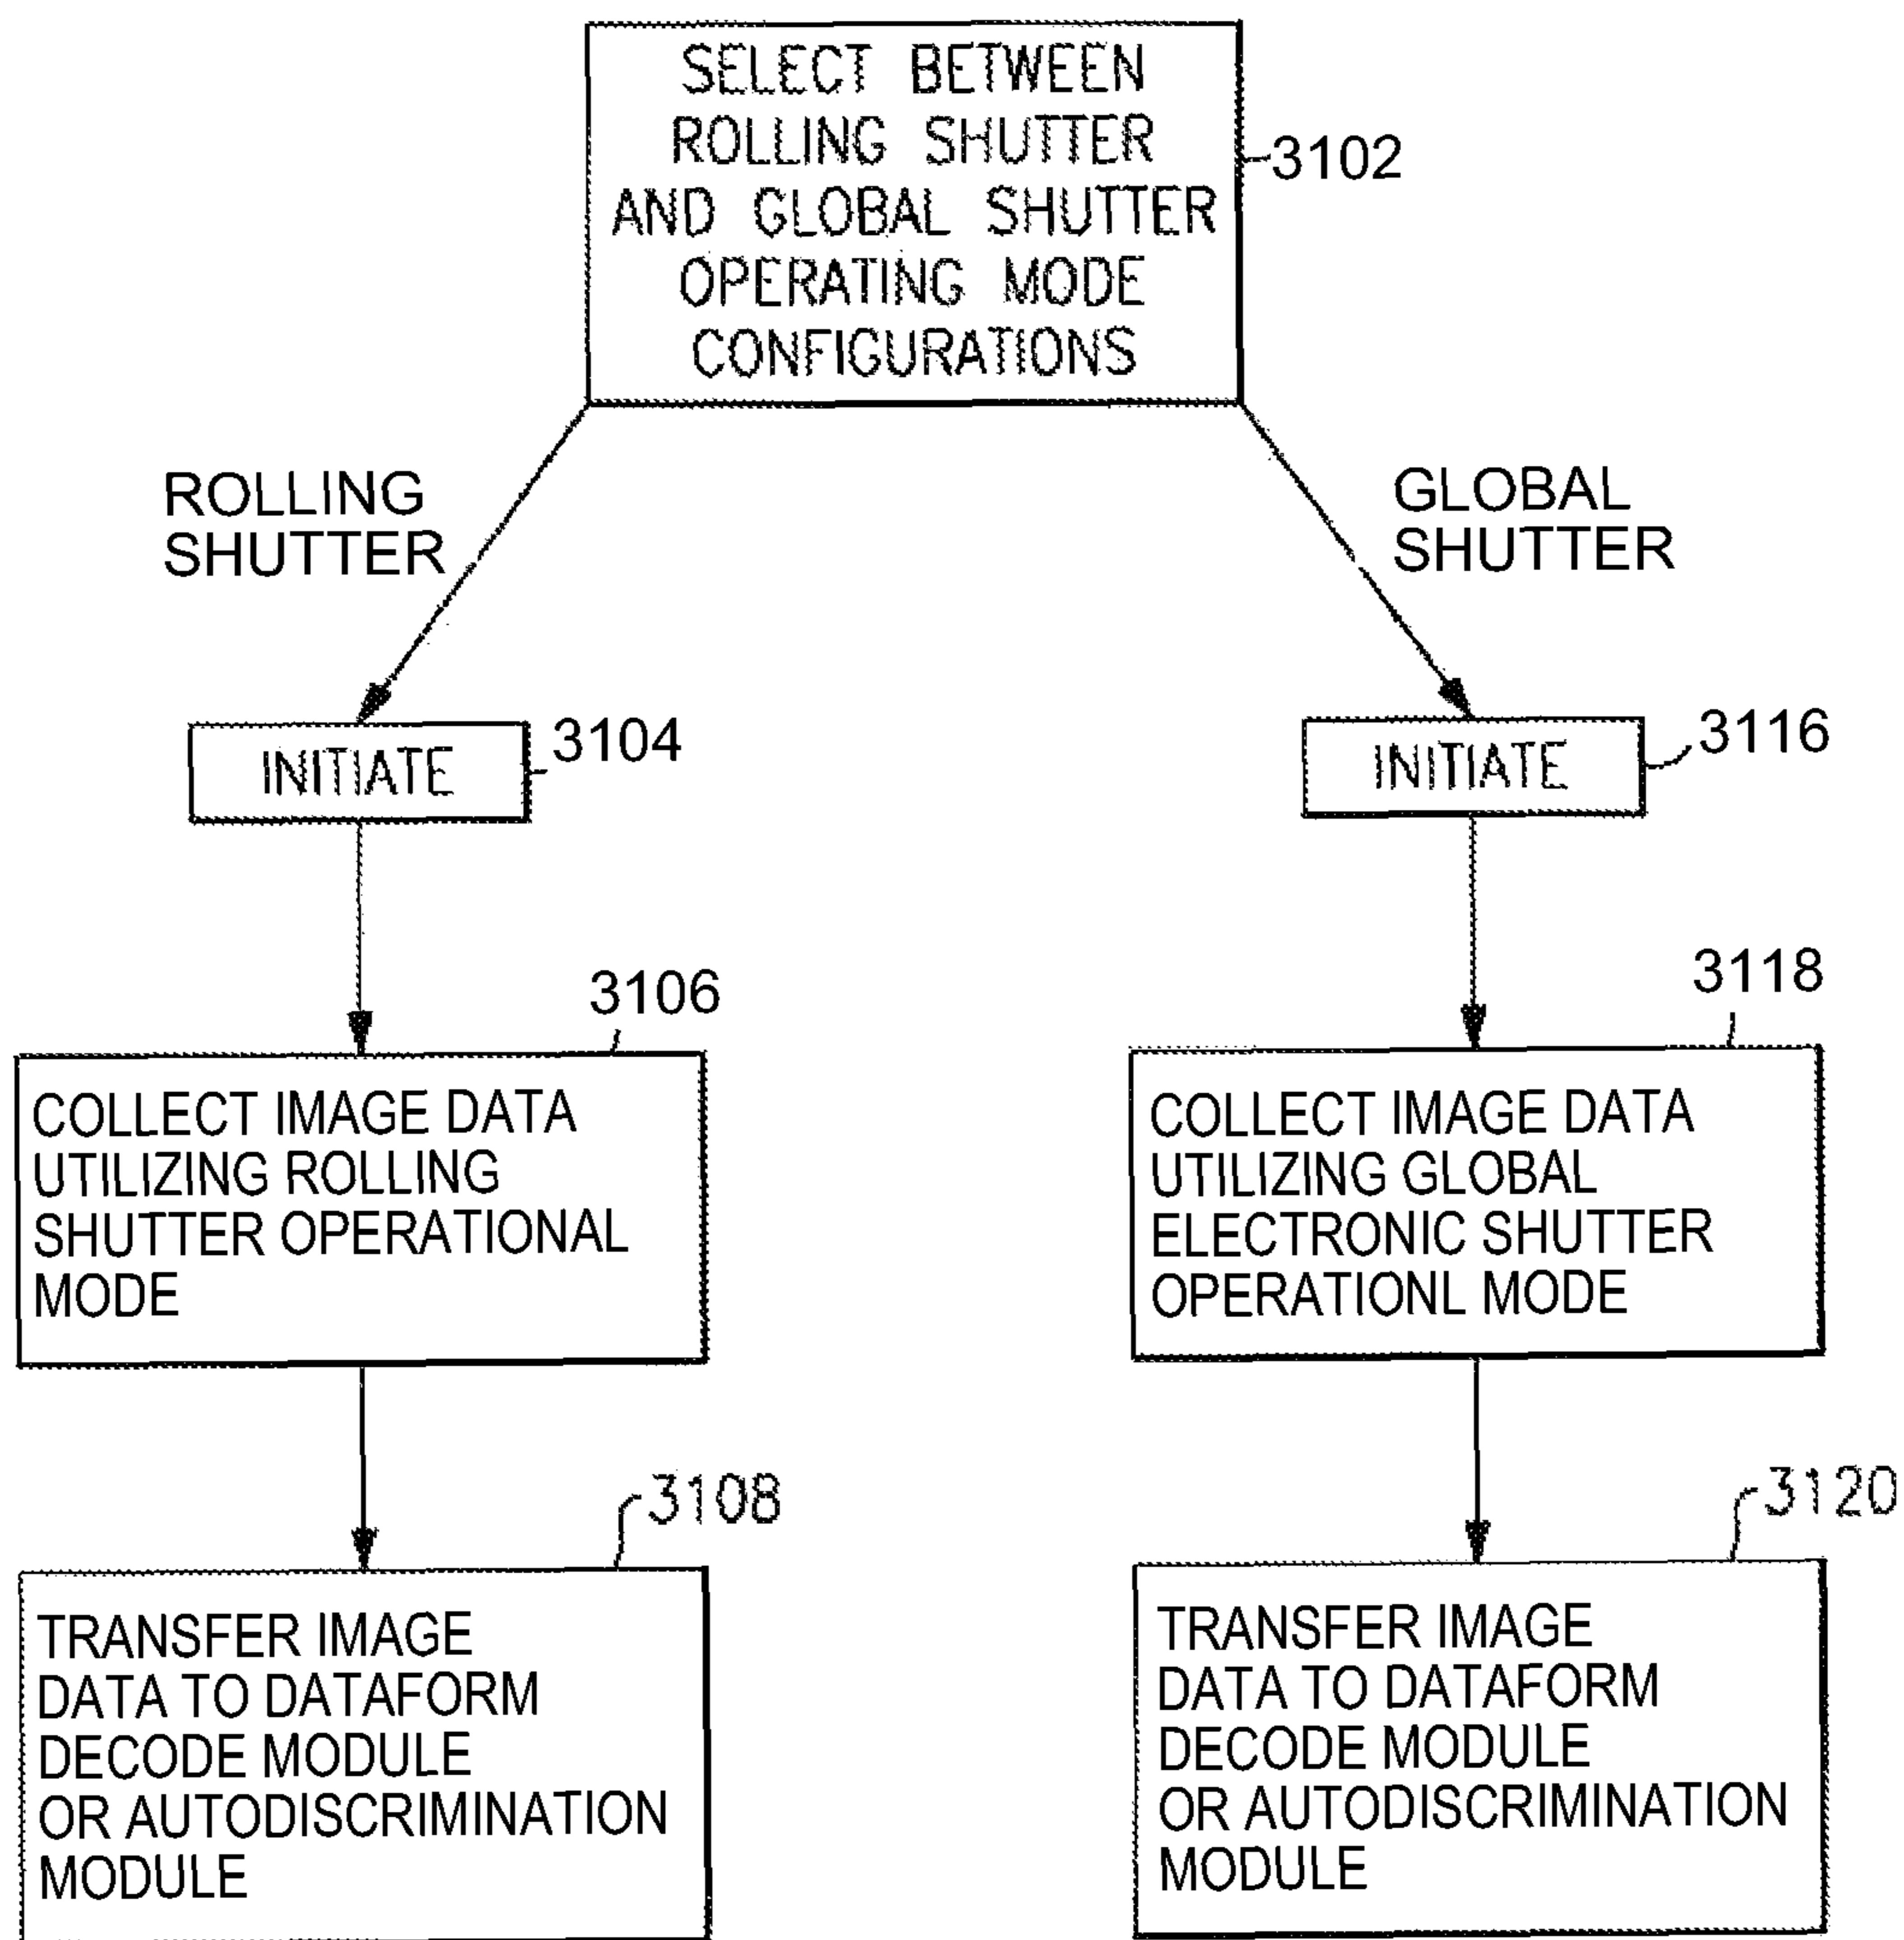 SELECT BETWEEN
ROLLING SHUTTER
AND GLOBAL SHUTTER
OPERATING MODE
CONFIGURATIONS
3102
ROLLING
SHUTTER
GLOBAL
SHUTTER
INITIATE
3104
INITIATE
3116
3106
COLLECT IMAGE DATA
UTILIZING ROLLING
SHUTTER OPERATIONAL
MODE
3118
COLLECT IMAGE DATA
UTILIZING GLOBAL
ELECTRONIC SHUTTER
OPERATIONL MODE
3108
TRANSFER IMAGE
DATA TO DATAFORM
DECODE MODULE
OR AUTODISCRIMINATION
MODULE
3120
TRANSFER IMAGE
DATA TO DATAFORM
DECODE MODULE
OR AUTODISCRIMINATION
MODULE